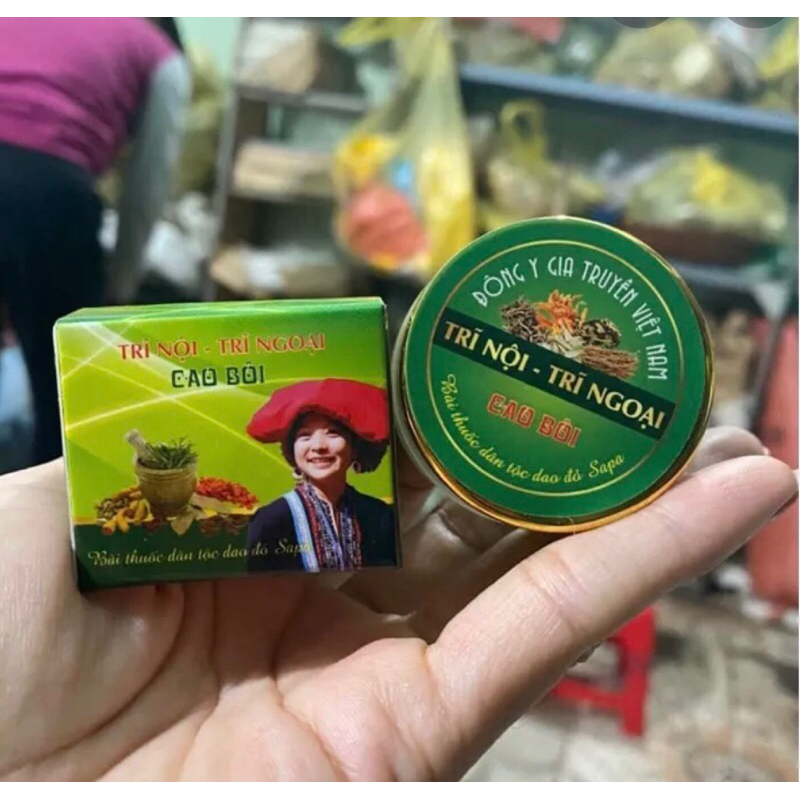 TRĨ NỘI - TRĨ NGOẠI
CAO BÔI
Bài thuốc dân tộc dao đỏ Sapa
ĐÔNG Y GIA TRUYỀN VIỆT NAM
TRĨ NỘI - TRĨ NGOẠI
CAO BÔI
Bài thuốc dân tộc dao đỏ Sapa